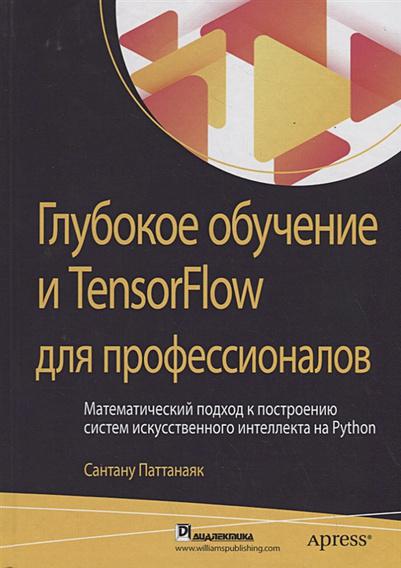 Глубокое обучение
и TensorFlow
для профессионалов
Математический подход к построению
систем искусственного интеллекта на Python
Сантану Паттанаяк
ДИАЛЕКТИКА
www.williamspublishing.com
Apress®